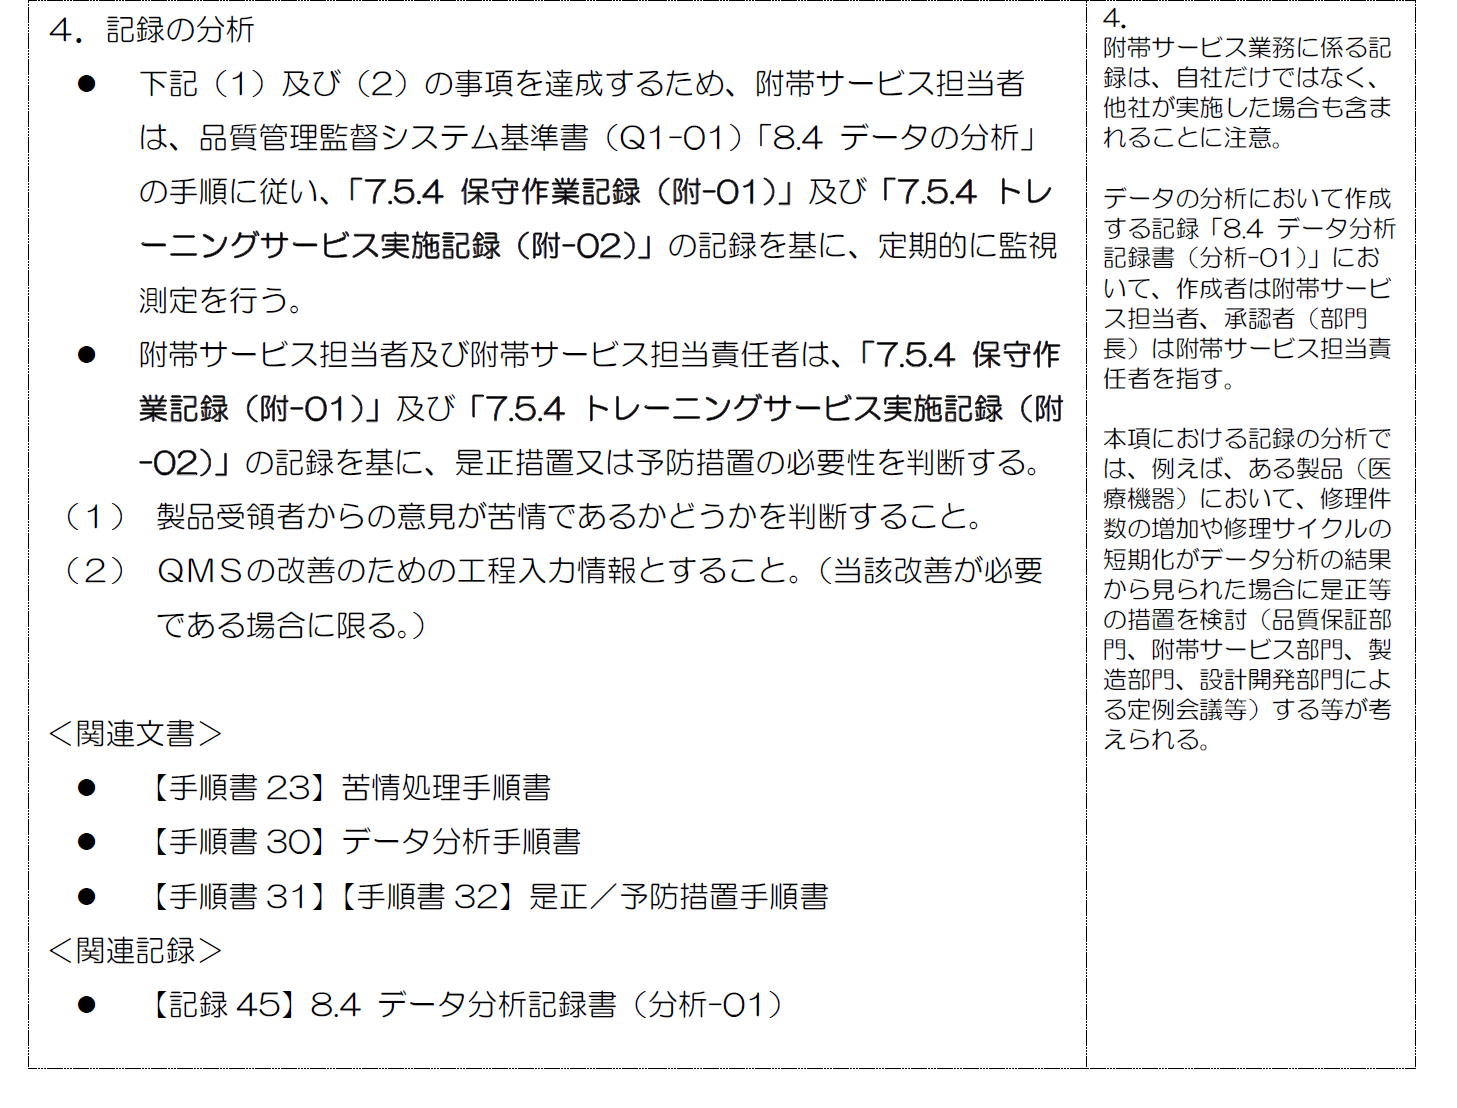 ４．記録の分析
● 下記（1）及び（2）の事項を達成するため、附帯サービス担当者
は、品質管理監督システム基準書（Q1-01）「8.4 データの分析」
の手順に従い、「7.5.4 保守作業記録（附-01）」及び「7.5.4 トレ
ーニングサービス実施記録（附-02）」の記録を基に、定期的に監視
測定を行う。
● 附帯サービス担当者及び附帯サービス担当責任者は、「7.5.4 保守作
業記録（附-01）」及び「7.5.4 トレーニングサービス実施記録（附
-02）」の記録を基に、是正措置又は予防措置の必要性を判断する。
（１） 製品受領者からの意見が苦情であるかどうかを判断すること。
（２） ＱＭＳの改善のための工程入力情報とすること。（当該改善が必要
である場合に限る。）
＜関連文書＞
● 【手順書 23】苦情処理手順書
● 【手順書 30】データ分析手順書
● 【手順書 31】【手順書 32】是正／予防措置手順書
＜関連記録＞
● 【記録 45】8.4 データ分析記録書（分析-01）
4．
附帯サービス業務に係る記
録は、自社だけではなく、
他社が実施した場合も含ま
れることに注意。
データの分析において作成
する記録「8.4 データ分析
記録書（分析-01）」にお
いて、作成者は附帯サービ
ス担当者、承認者（部門
長）は附帯サービス担当責
任者を指す。
本項における記録の分析で
は、例えば、ある製品（医
療機器）において、修理件
数の増加や修理サイクルの
短期化がデータ分析の結果
から見られた場合に是正等
の措置を検討（品質保証部
門、附帯サービス部門、製
造部門、設計開発部門によ
る定例会議等）する等が考
えられる。